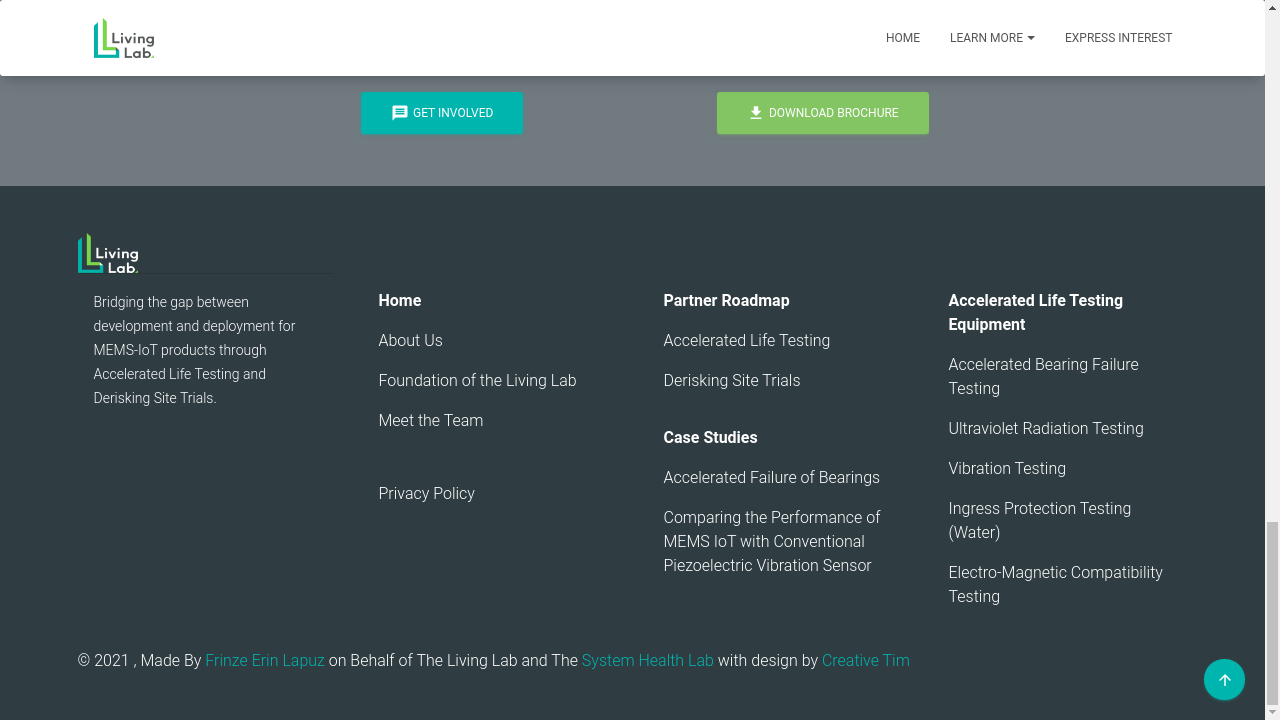 Living
Lab.
HOME
LEARN MORE
EXPRESS INTEREST
GET INVOLVED
DOWNLOAD BROCHURE
Living
Lab.
Bridging the gap between
development and deployment for
MEMS-IoT products through
Accelerated Life Testing and
Derisking Site Trials.
Home
About Us
Foundation of the Living Lab
Meet the Team
Privacy Policy
Partner Roadmap
Accelerated Life Testing
Derisking Site Trials
Case Studies
Accelerated Failure of Bearings
Comparing the Performance of
MEMS IoT with Conventional
Piezoelectric Vibration Sensor
Accelerated Life Testing
Equipment
Accelerated Bearing Failure
Testing
Ultraviolet Radiation Testing
Vibration Testing
Ingress Protection Testing
(Water)
Electro-Magnetic Compatibility
Testing
© 2021 , Made By Frinze Erin Lapuz on Behalf of The Living Lab and The System Health Lab with design by Creative Tim